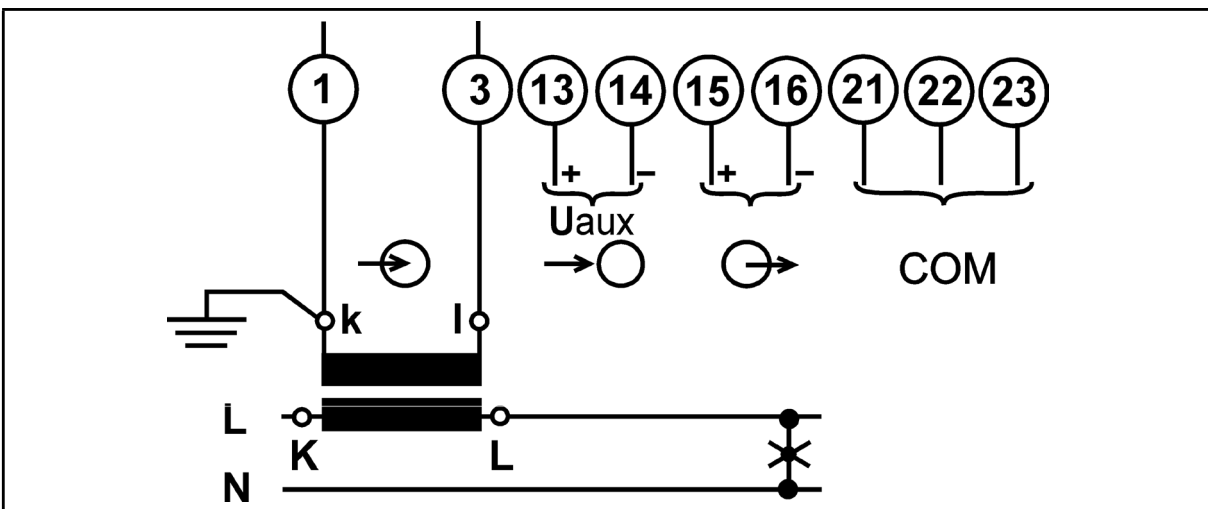 1 3 13 14 15 16 21 22 23
+ − + −
Uaux
COM
k l
L
K L
N